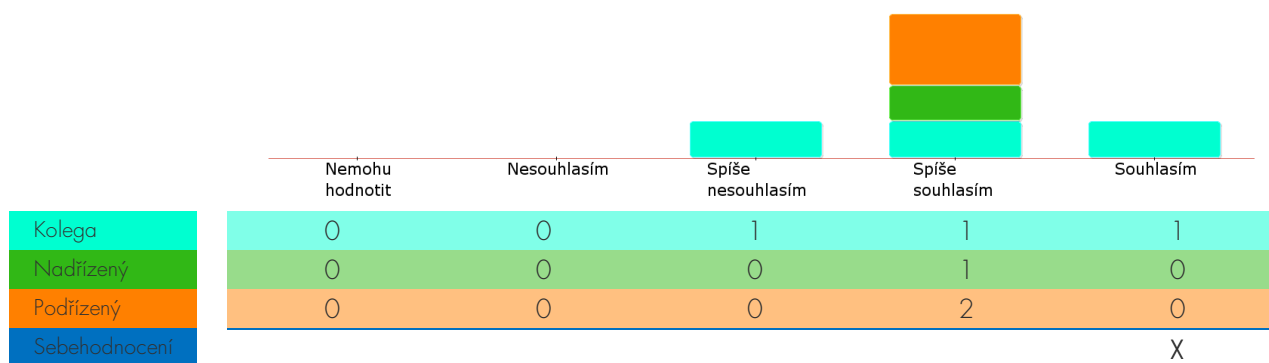 Nemohu hodnotit
Nesouhlasím
Spíše nesouhlasím
Spíše souhlasím
Souhlasím
Kolega 0 0 1 1 1
Nadřízený 0 0 0 1 0
Podřízený 0 0 0 2 0
Sebehodnocení X